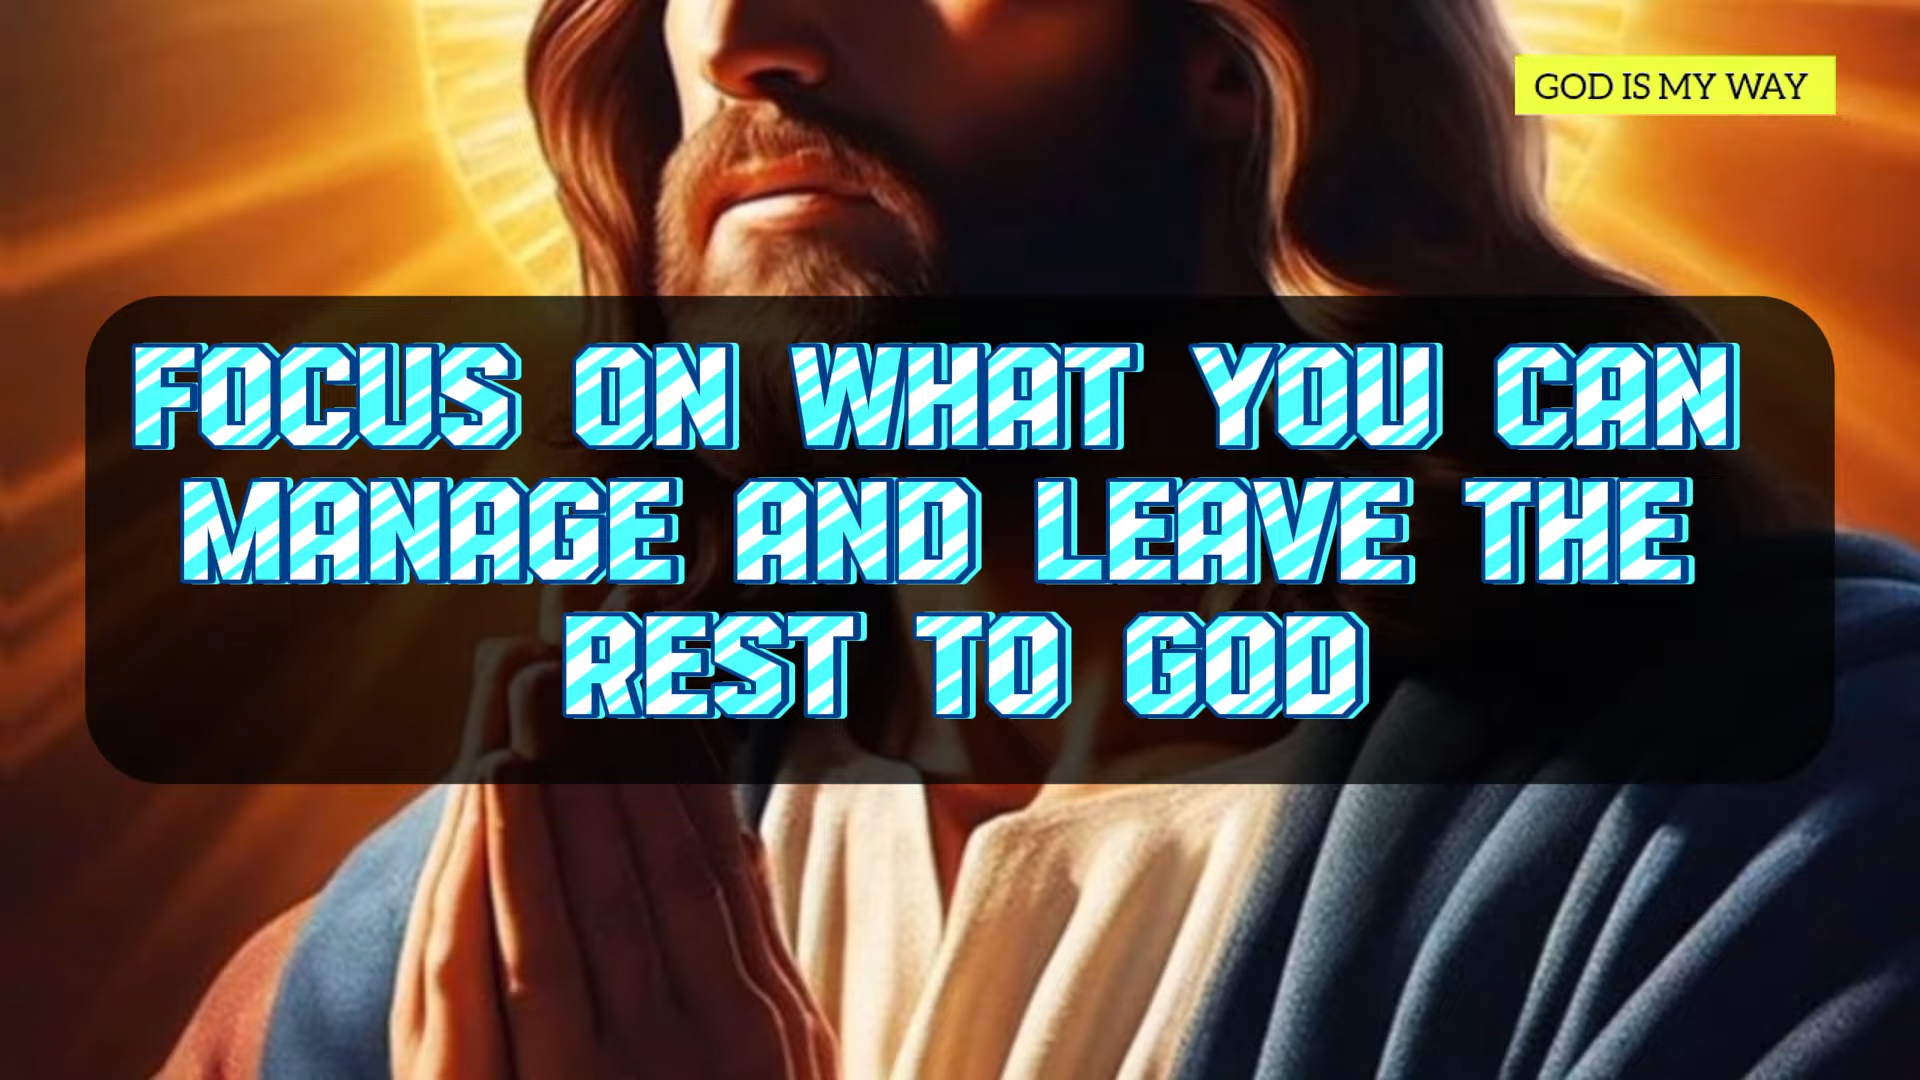 GOD IS MY WAY
FOCUS ON WHAT YOU CAN
MANAGE AND LEAVE THE
REST TO GOD